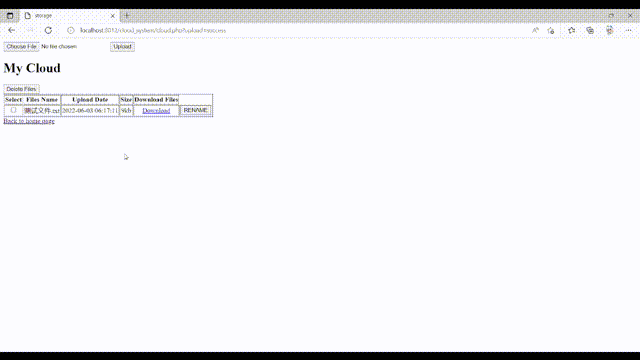 storage
localhost:8012/cloud_system/cloud.php?upload=success
Choose File No file chosen Upload
My Cloud
Delete Files
Select Files Name Upload Date Size Download Files
测试文件.txt 2022-06-03 06:17:11 9kb Download RENAME
Back to home page